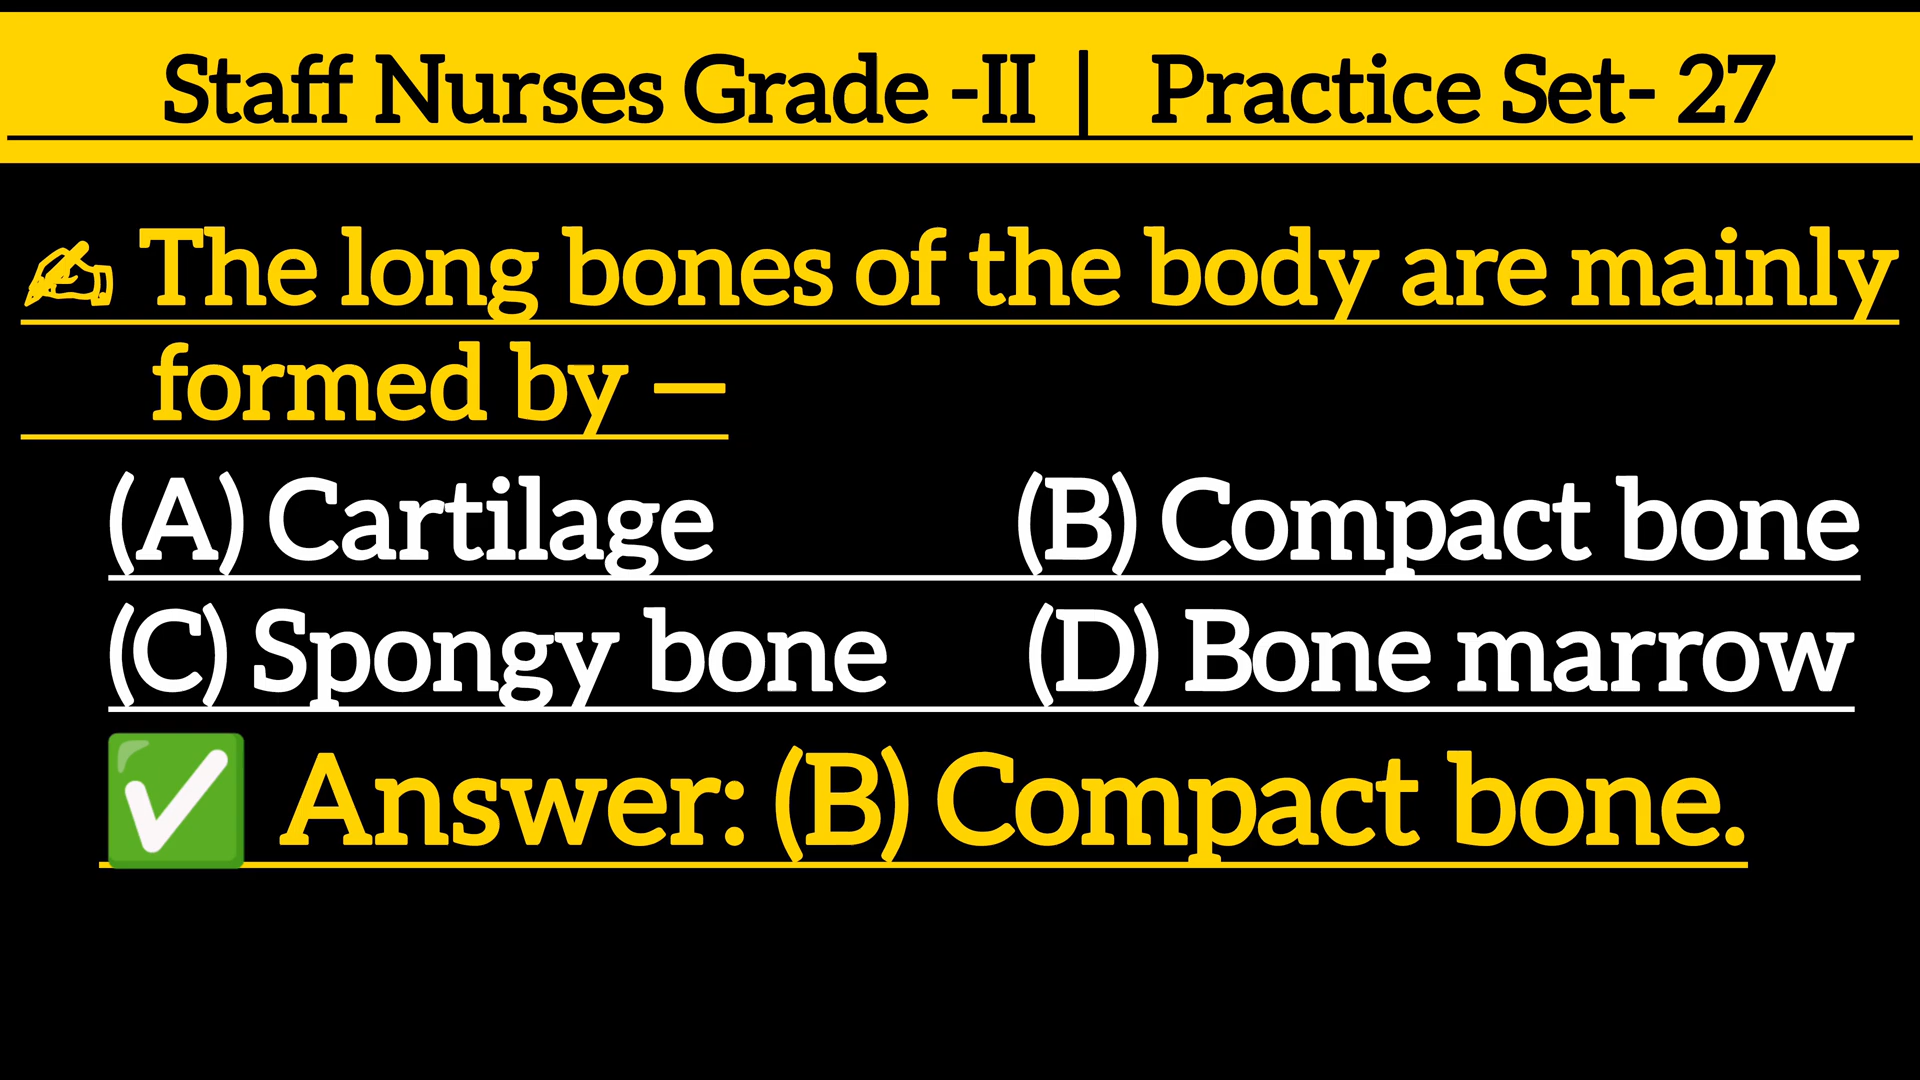 Staff Nurses Grade -II | Practice Set- 27
✍ The long bones of the body are mainly
formed by —
(A) Cartilage (B) Compact bone
(C) Spongy bone (D) Bone marrow
✅ Answer: (B) Compact bone.